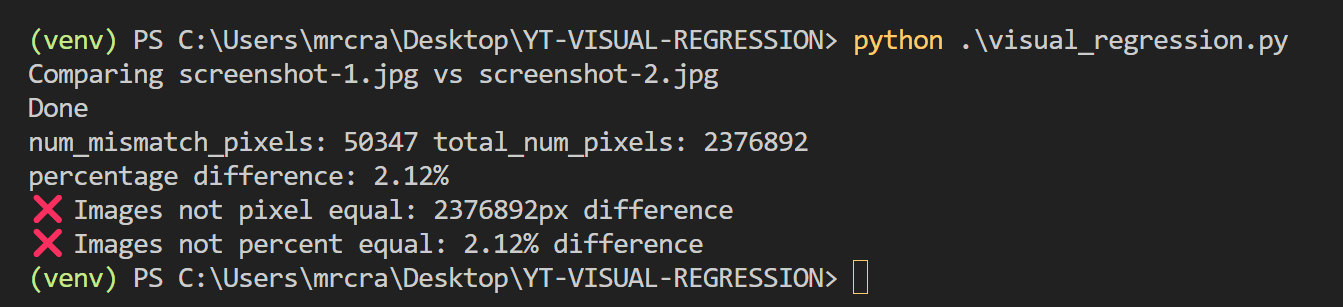 (venv) PS C:\Users\mrcra\Desktop\YT-VISUAL-REGRESSION> python .\visual_regression.py
Comparing screenshot-1.jpg vs screenshot-2.jpg
Done
num_mismatch_pixels: 50347 total_num_pixels: 2376892
percentage difference: 2.12%
❌ Images not pixel equal: 2376892px difference
❌ Images not percent equal: 2.12% difference
(venv) PS C:\Users\mrcra\Desktop\YT-VISUAL-REGRESSION>